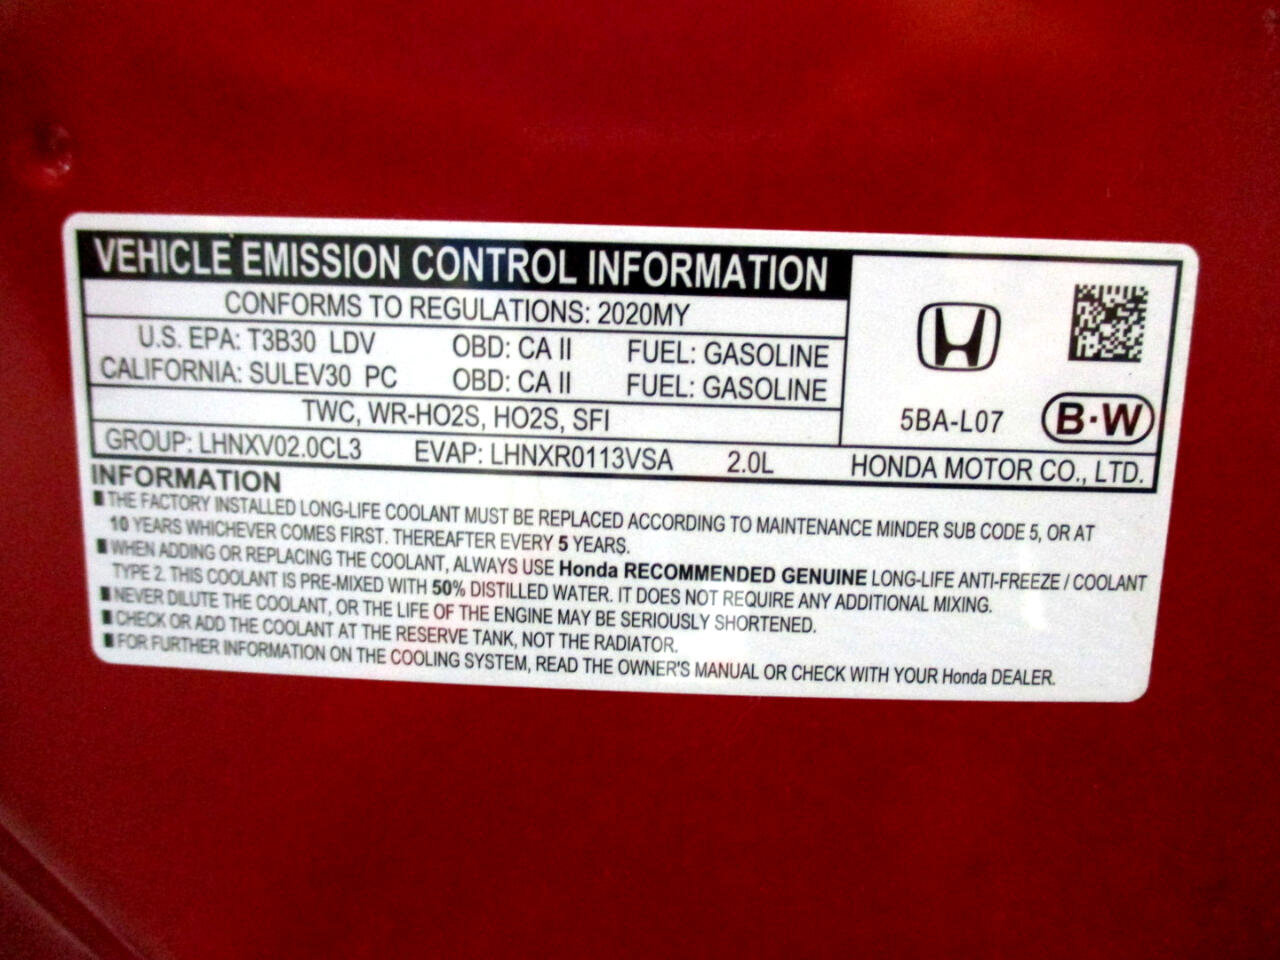 VEHICLE EMISSION CONTROL INFORMATION
CONFORMS TO REGULATIONS: 2020MY
U.S. EPA: T3B30 LDV OBD: CA II FUEL: GASOLINE
CALIFORNIA: SULEV30 PC OBD: CA II FUEL: GASOLINE
TWC, WR-HO2S, HO2S, SFI
5BA-L07 B·W
GROUP: LHNXV02.0CL3 EVAP: LHNXR0113VSA 2.0L HONDA MOTOR CO., LTD.
INFORMATION
THE FACTORY INSTALLED LONG-LIFE COOLANT MUST BE REPLACED ACCORDING TO MAINTENANCE MINDER SUB CODE 5, OR AT
10 YEARS WHICHEVER COMES FIRST. THEREAFTER EVERY 5 YEARS.
WHEN ADDING OR REPLACING THE COOLANT, ALWAYS USE Honda RECOMMENDED GENUINE LONG-LIFE ANTI-FREEZE / COOLANT
TYPE 2. THIS COOLANT IS PRE-MIXED WITH 50% DISTILLED WATER. IT DOES NOT REQUIRE ANY ADDITIONAL MIXING.
NEVER DILUTE THE COOLANT, OR THE LIFE OF THE ENGINE MAY BE SERIOUSLY SHORTENED.
CHECK OR ADD THE COOLANT AT THE RESERVE TANK, NOT THE RADIATOR.
FOR FURTHER INFORMATION ON THE COOLING SYSTEM, READ THE OWNER'S MANUAL OR CHECK WITH YOUR Honda DEALER.